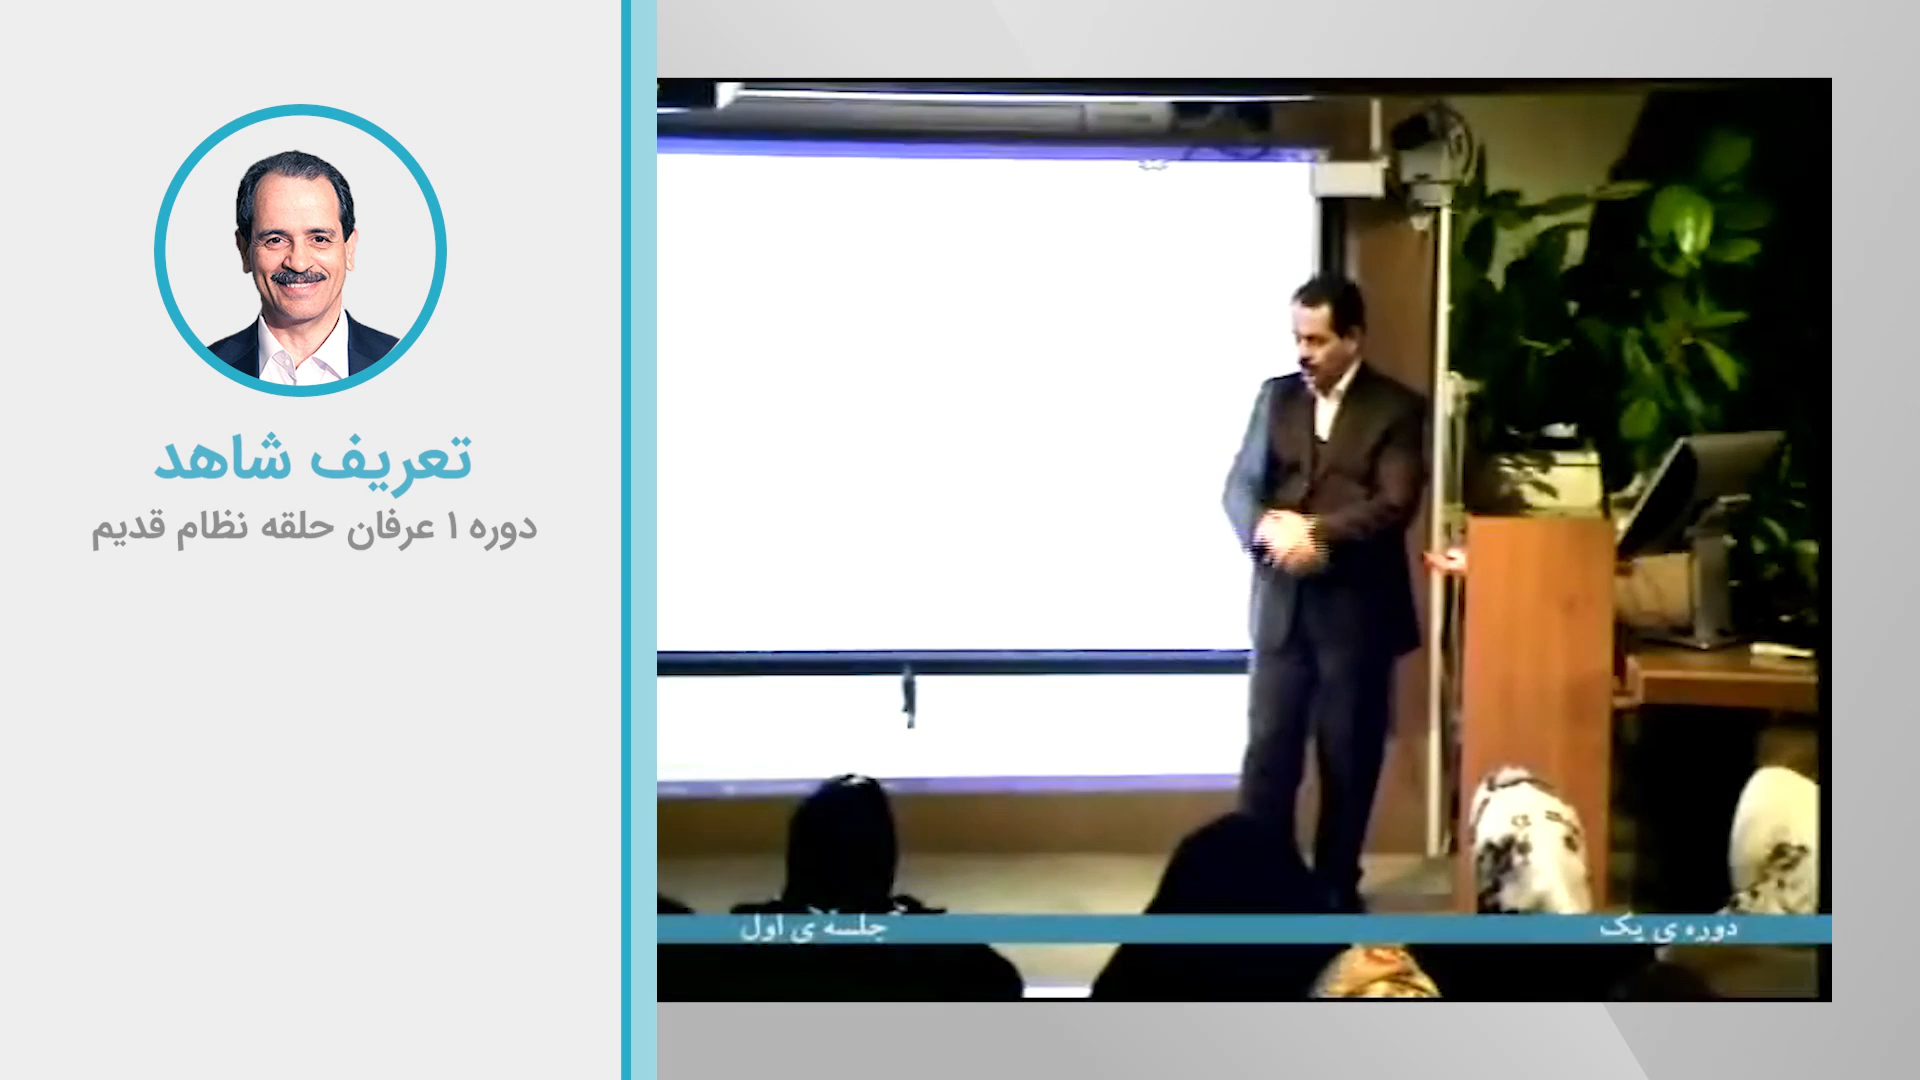 تعریف شاهد
دوره ۱ عرفان حلقه نظام قدیم
دوره ی یک
جلسه ی اول